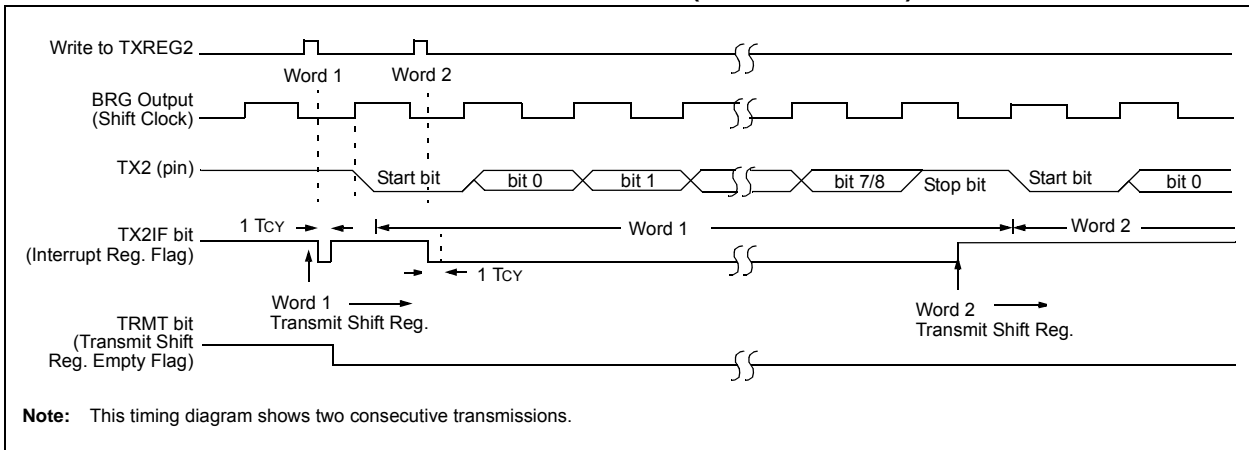 Write to TXREG2
Word 1 Word 2
BRG Output
(Shift Clock)
TX2 (pin)
Start bit bit 0 bit 1 bit 7/8 Stop bit Start bit bit 0
1 TCY
Word 1 Word 2
TX2IF bit
(Interrupt Reg. Flag)
1 TCY
Word 1
Transmit Shift Reg.
Word 2
Transmit Shift Reg.
TRMT bit
(Transmit Shift
Reg. Empty Flag)
Note: This timing diagram shows two consecutive transmissions.